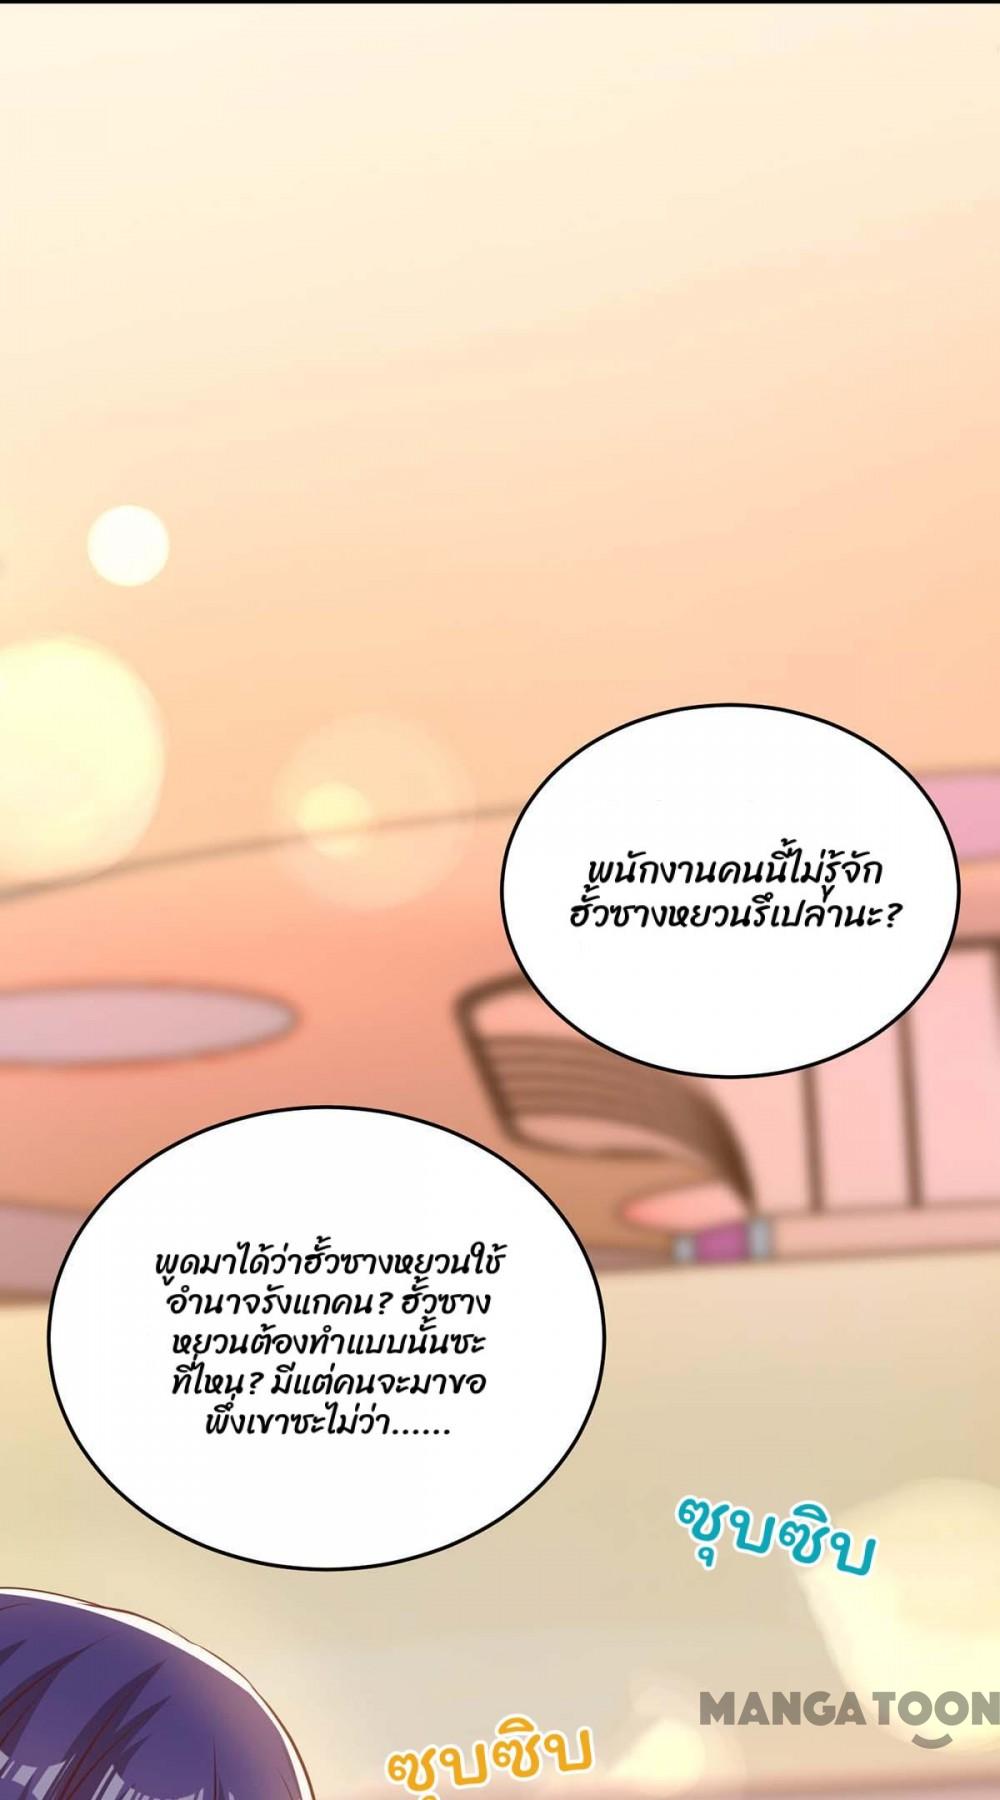 พนักงานคนนี้ไม่รู้จัก
ฮั้วซางหยวนรึเปล่านะ?
พูดมาได้ว่าฮั้วซางหยวนใช้
อำนาจรังแกคน? ฮั้วซาง
หยวนต้องทำแบบนั้นซะ
ที่ไหน? มีแต่คนจะมาขอ
พึ่งเขาซะไม่ว่า......
ซุบซิบ
MANGATOON
ซุบซิบ